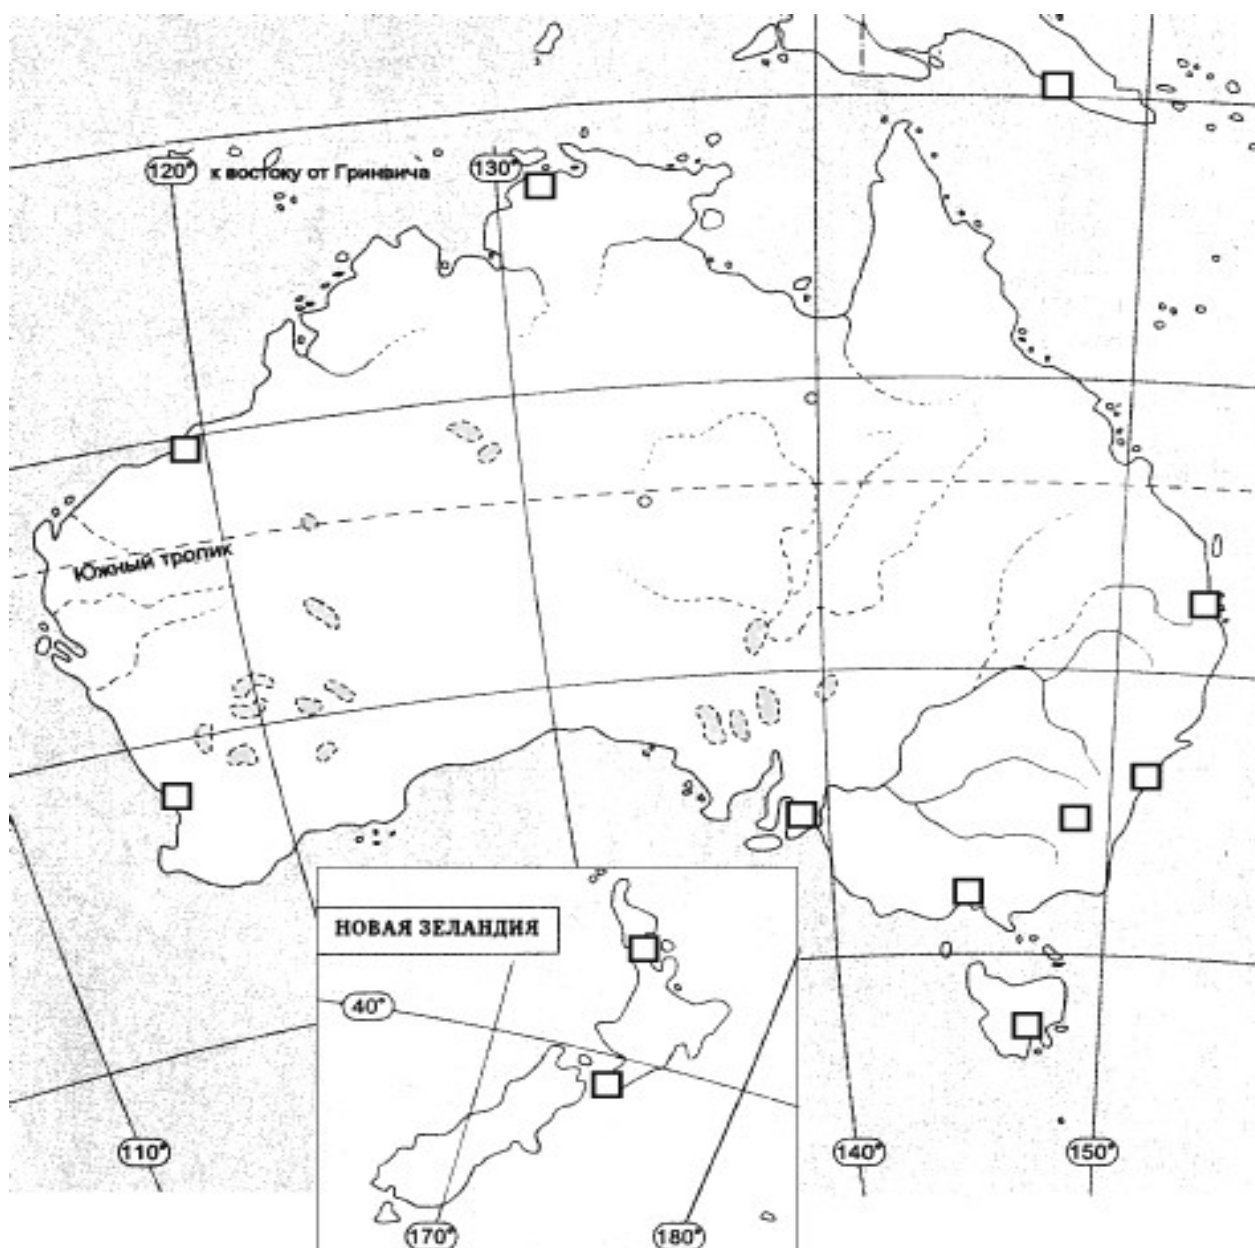 120° к востоку от Гринвича 130°
Южный тропик
НОВАЯ ЗЕЛАНДИЯ
40°
110° 140° 150°
170° 180°